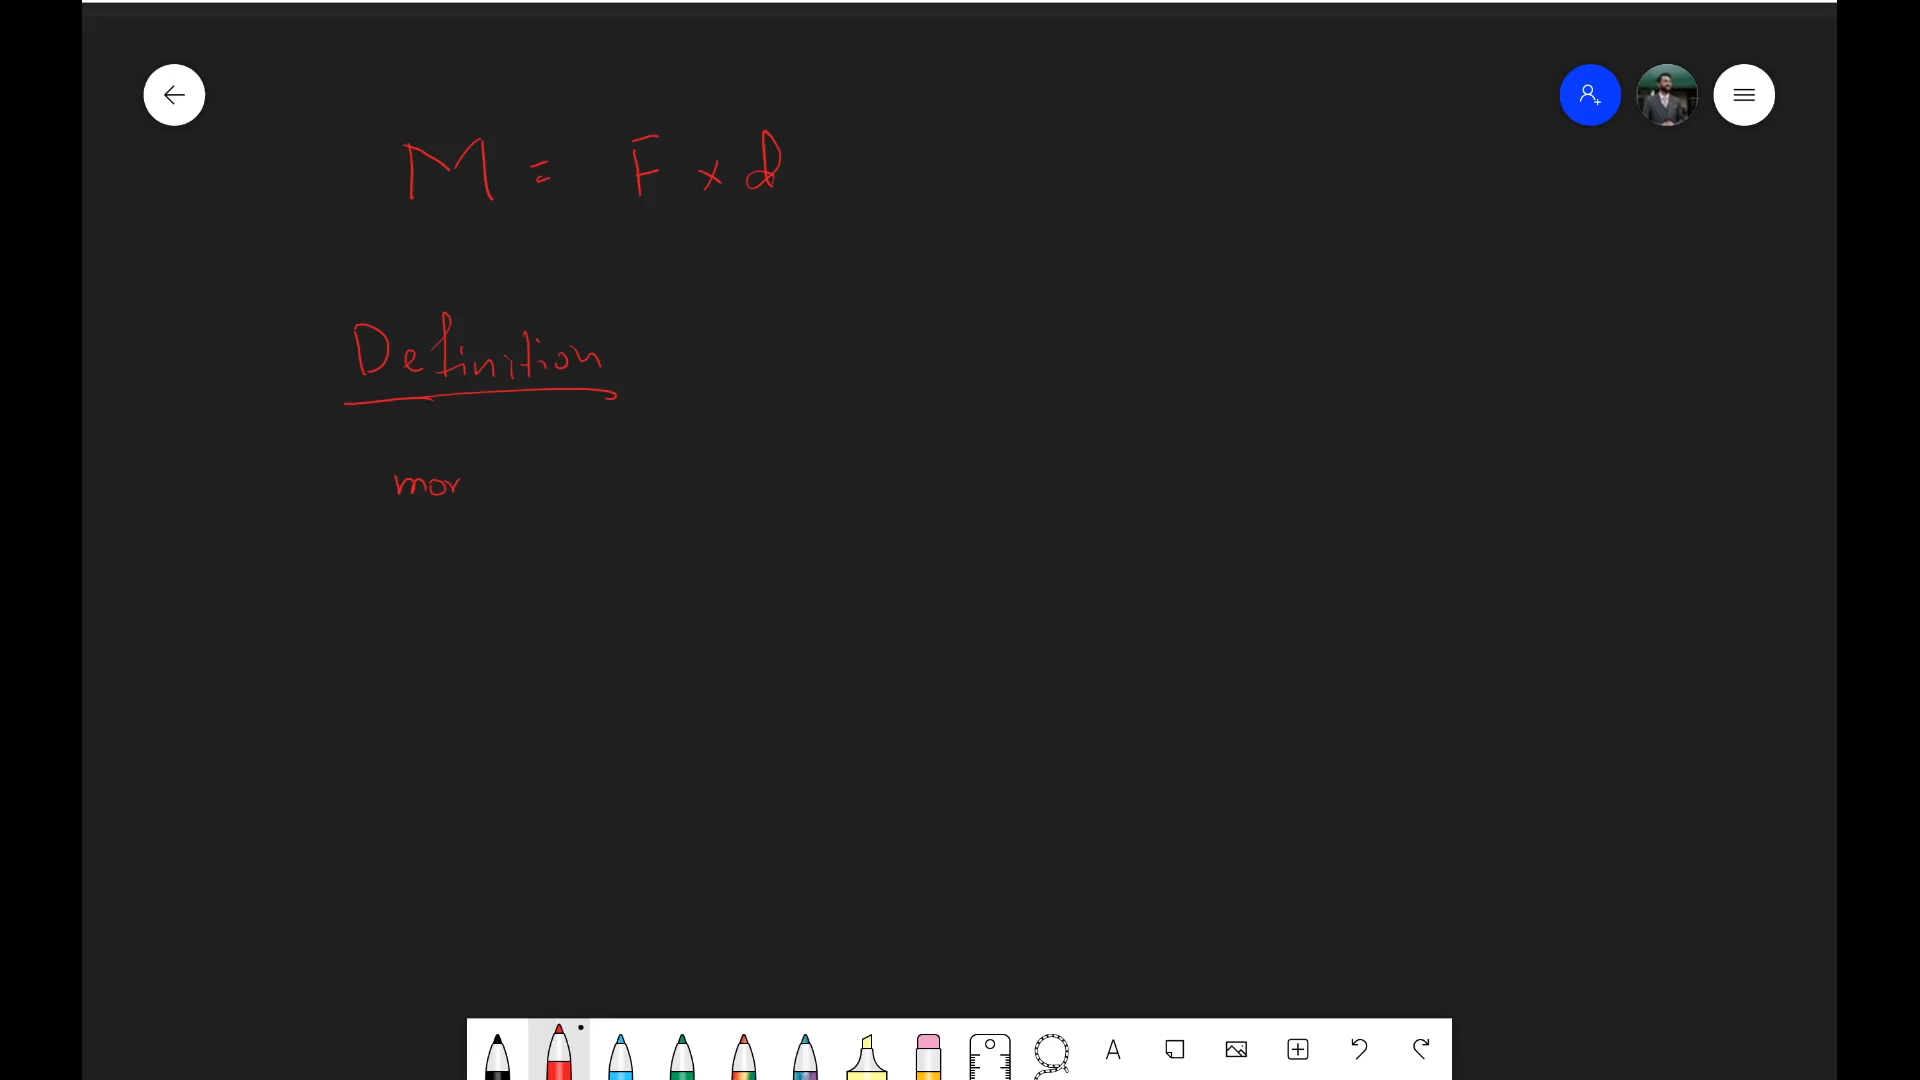 M = F x d
Definition
mor
A